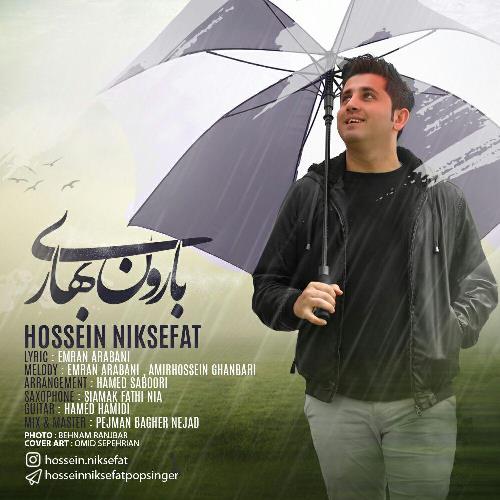 بارون بهاری
HOSSEIN NIKSEFAT
LYRIC : EMRAN ARABANI
MELODY : EMRAN ARABANI , AMIRHOSSEIN GHANBARI
ARRANGEMENT : HAMED SABOORI
SAXOPHONE : SIAMAK FATHI NIA
GUITAR : HAMED HAMIDI
MIX & MASTER : PEJMAN BAGHER NEJAD
PHOTO : BEHNAM RANJBAR
COVER ART : OMID SEPEHRIAN
hossein.niksefat
hosseinniksefatpopsinger